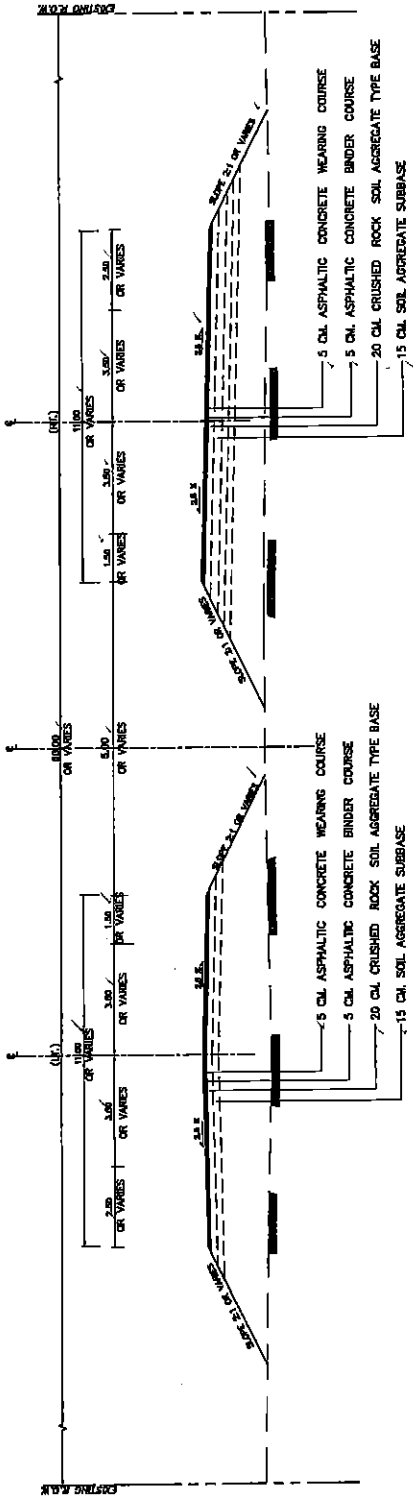 EXISTING R.O.W.
EXISTING R.O.W.
OR VARIES
(LT.)
11.00
OR VARIES
(RT.)
11.00
OR VARIES
2.50
OR VARIES
3.50
OR VARIES
3.50
OR VARIES
1.50
OR VARIES
5.00
OR VARIES
1.50
OR VARIES
3.50
OR VARIES
3.50
OR VARIES
2.50
OR VARIES
SLOPE 2:1 OR VARIES
2.5 %
2.5 %
SLOPE 2:1 OR VARIES
SLOPE 2:1 OR VARIES
2.5 %
2.5 %
SLOPE 2:1 OR VARIES
5 CM. ASPHALTIC CONCRETE WEARING COURSE
5 CM. ASPHALTIC CONCRETE BINDER COURSE
20 CM. CRUSHED ROCK SOIL AGGREGATE TYPE BASE
15 CM. SOIL AGGREGATE SUBBASE
5 CM. ASPHALTIC CONCRETE WEARING COURSE
5 CM. ASPHALTIC CONCRETE BINDER COURSE
20 CM. CRUSHED ROCK SOIL AGGREGATE TYPE BASE
15 CM. SOIL AGGREGATE SUBBASE